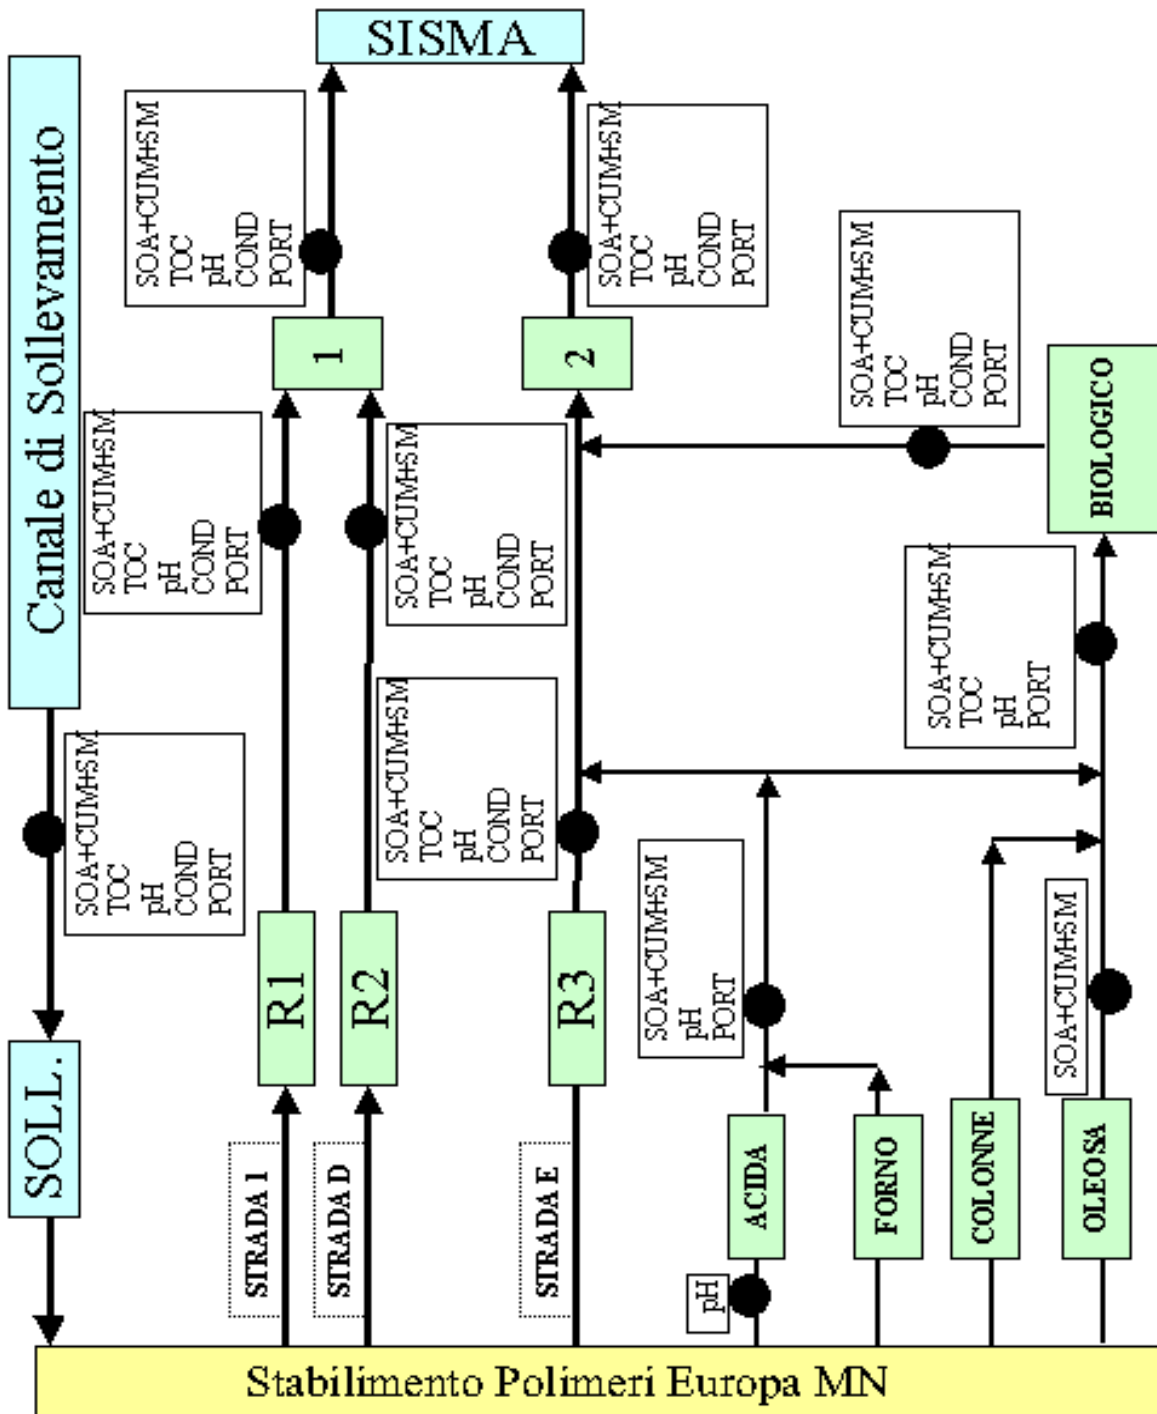 SISMA
Canale di Sollevamento
SOA+CUM+SM
TOC
pH
COND
PORT
SOA+CUM+SM
TOC
pH
COND
PORT
1
2
SOA+CUM+SM
TOC
pH
COND
PORT
SOA+CUM+SM
TOC
pH
COND
PORT
SOA+CUM+SM
TOC
pH
COND
PORT
BIOLOGICO
SOA+CUM+SM
TOC
pH
PORT
SOA+CUM+SM
TOC
pH
COND
PORT
SOA+CUM+SM
TOC
pH
COND
PORT
SOA+CUM+SM
pH
PORT
SOA+CUM+SM
R1
R2
R3
SOLL.
STRADA 1
STRADA D
STRADA E
ACIDA
FORNO
COLONNE
OLEOSA
pH
Stabilimento Polimeri Europa MN